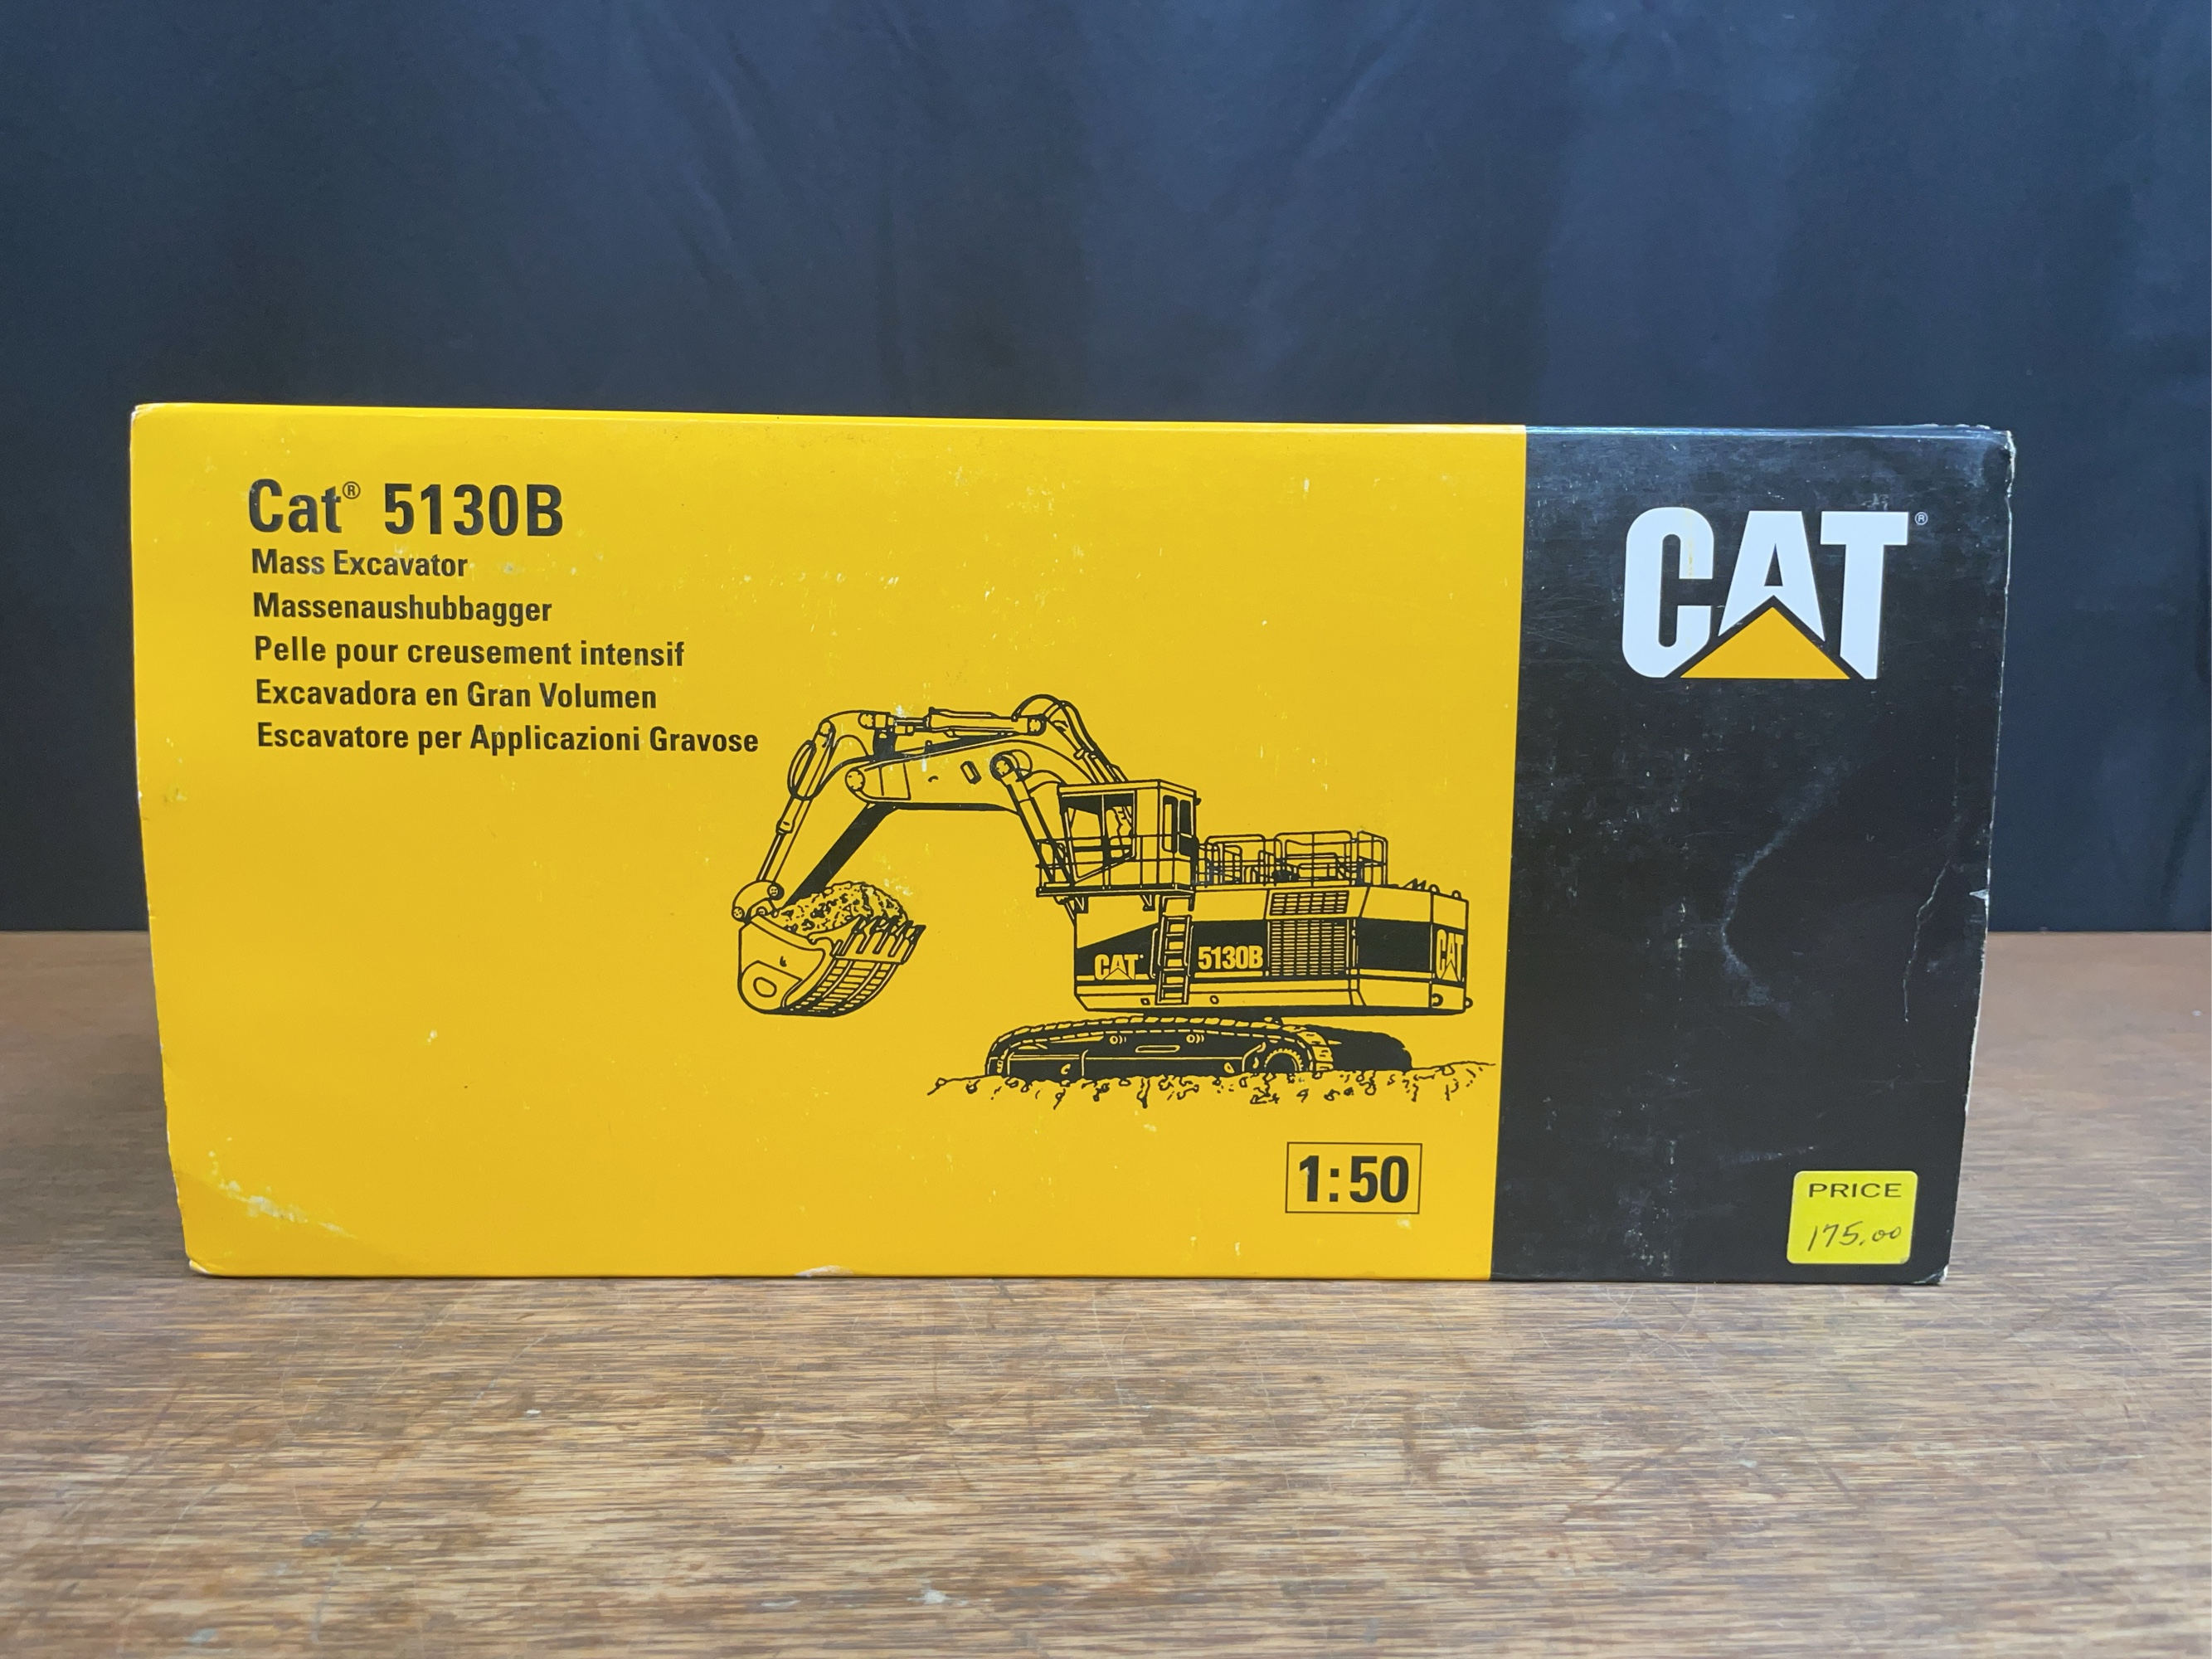 Cat® 5130B
Mass Excavator
Massenaushubbagger
Pelle pour creusement intensif
Excavadora en Gran Volumen
Escavatore per Applicazioni Gravose
CAT 5130B CAT
1:50
CAT®
PRICE
175.00